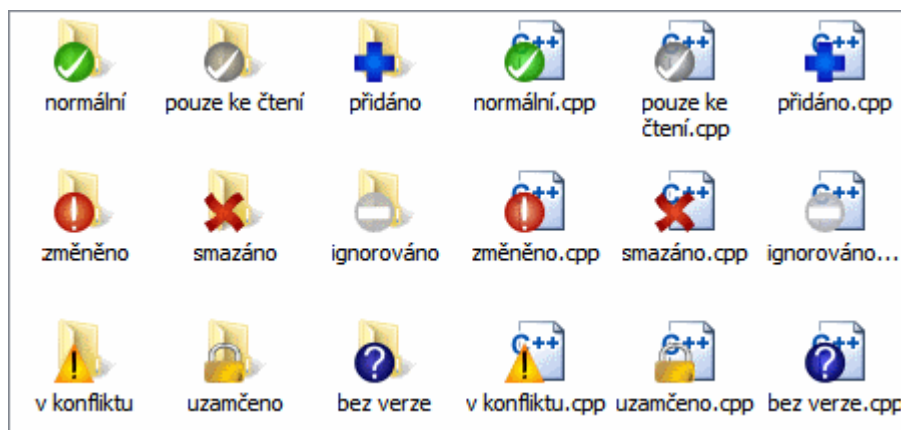 C++ C++ C++
normální pouze ke čtení přidáno normální.cpp pouze ke přidáno.cpp
čtení.cpp
C++ C++ C++
změněno smazáno ignorováno změněno.cpp smazáno.cpp ignorováno...
C++ C++ C++
v konfliktu uzamčeno bez verze v konfliktu.cpp uzamčeno.cpp bez verze.cpp